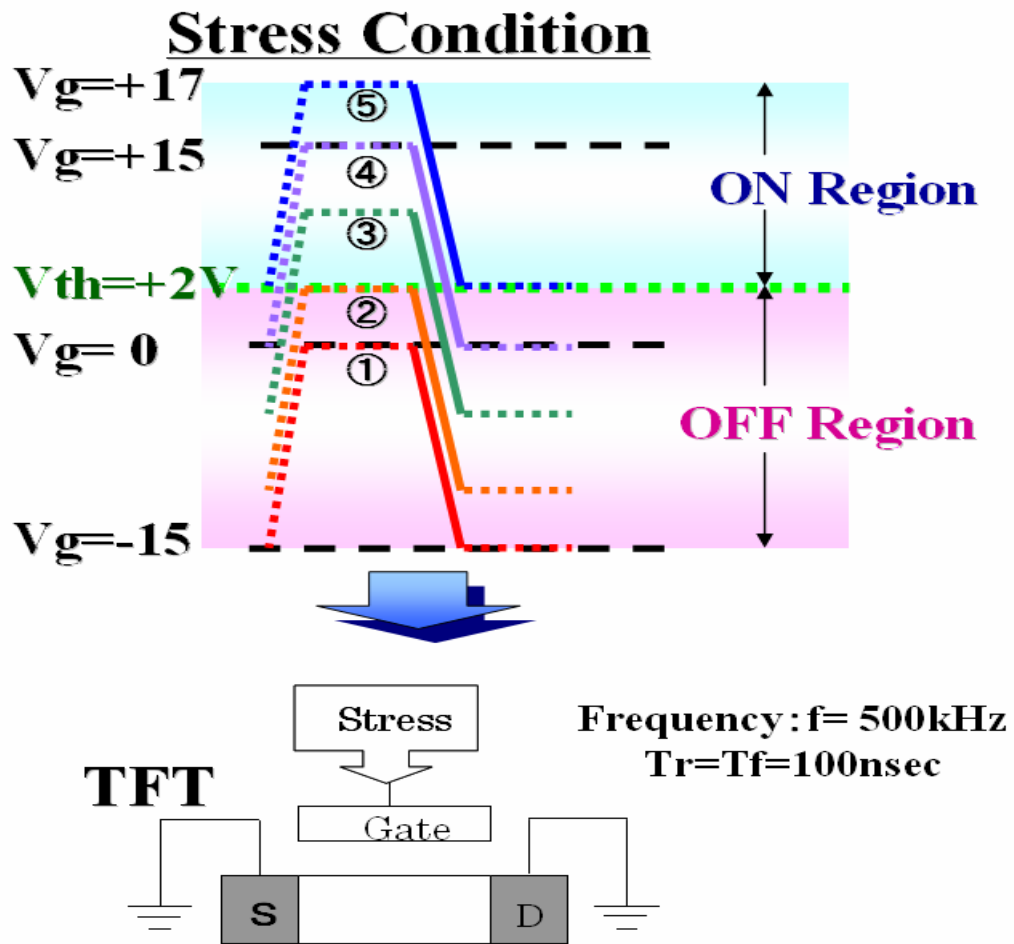 Stress Condition
Vg=+17
⑤
Vg=+15
④
ON Region
③
Vth=+2V
②
Vg= 0
①
OFF Region
Vg=-15
Stress
Frequency: f= 500kHz
Tr=Tf=100nsec
TFT
Gate
S
D